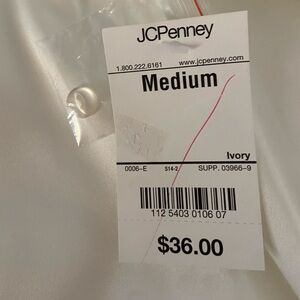 JCPenney
1.800.222.6161 www.jcpenney.com
Medium
Ivory
0006-E 514-2 SUPP. 03966-9
112 5403 0106 07
$36.00